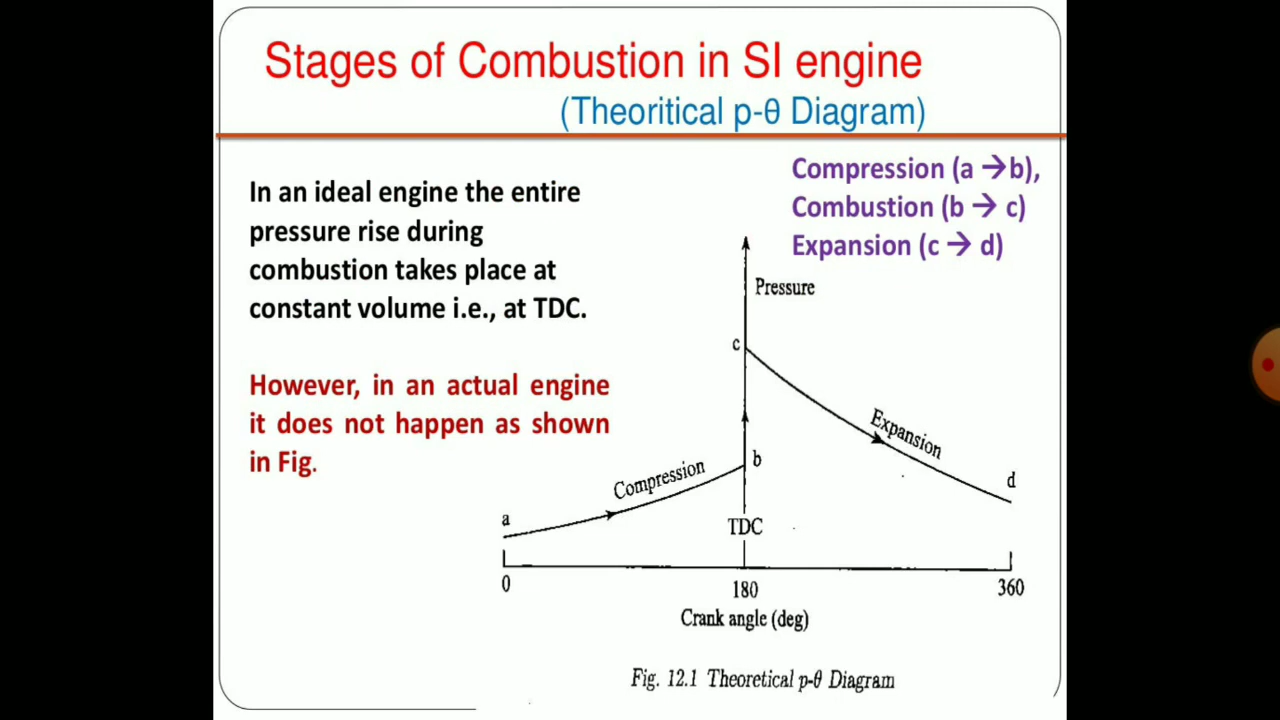 Stages of Combustion in SI engine
(Theoritical p-θ Diagram)
In an ideal engine the entire
pressure rise during
combustion takes place at
constant volume i.e., at TDC.
However, in an actual engine
it does not happen as shown
in Fig.
Compression (a →b),
Combustion (b → c)
Expansion (c → d)
Pressure
c
Expansion
b
Compression
d
a
TDC
0
180
360
Crank angle (deg)
Fig. 12.1 Theoretical p-θ Diagram